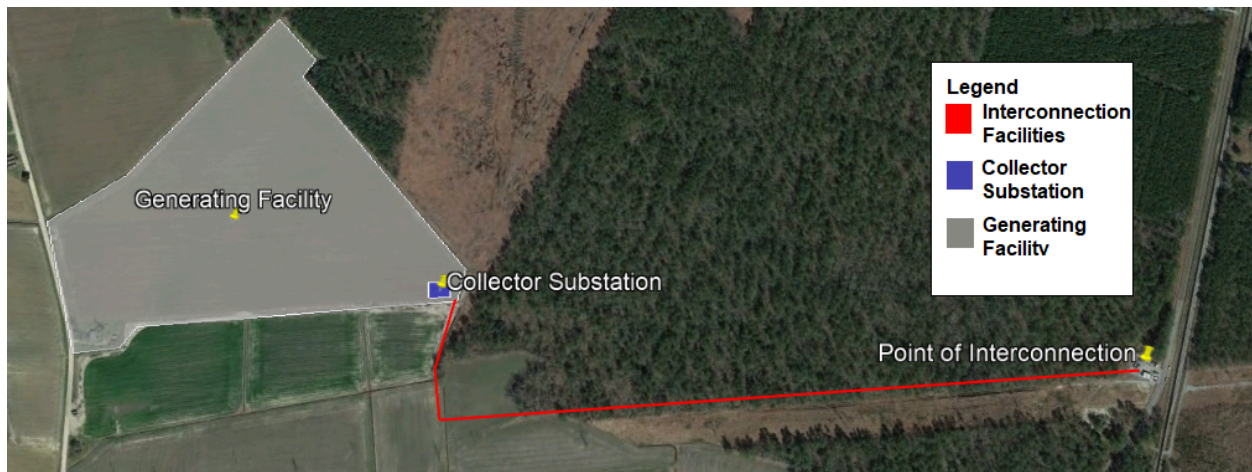 Legend
Interconnection
Facilities
Collector
Substation
Generating
Facility
Generating Facility
Collector Substation
Point of Interconnection